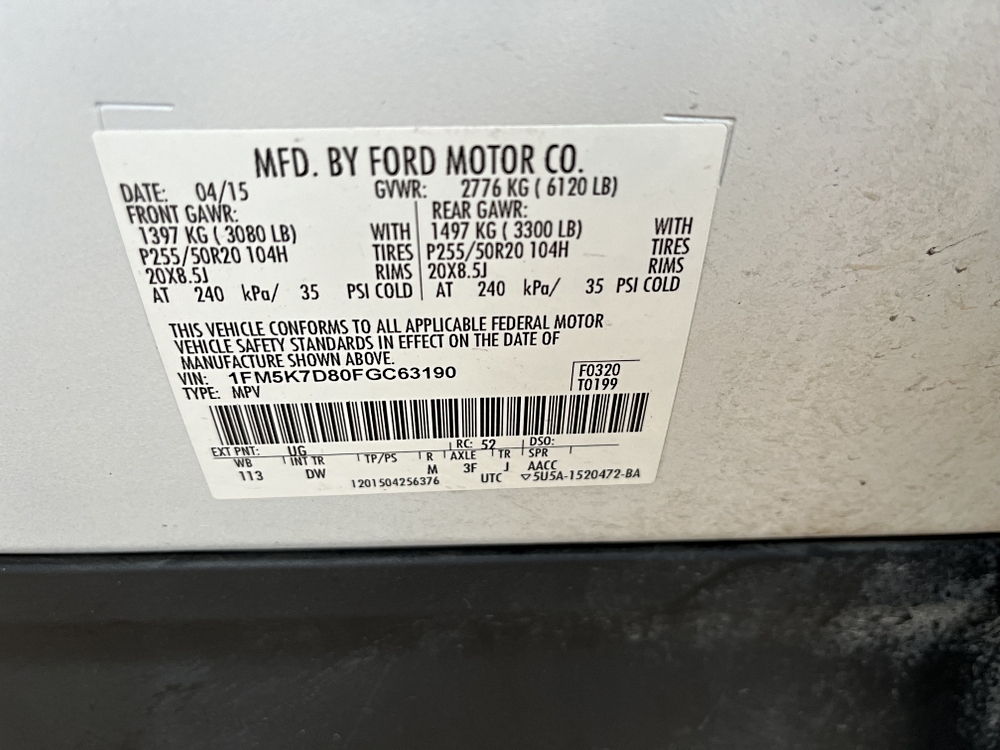 MFD. BY FORD MOTOR CO.
DATE: 04/15 GVWR: 2776 KG ( 6120 LB)
FRONT GAWR: REAR GAWR:
1397 KG ( 3080 LB) WITH 1497 KG ( 3300 LB) WITH
P255/50R20 104H TIRES P255/50R20 104H TIRES
20X8.5J RIMS 20X8.5J RIMS
AT 240 kPa/ 35 PSI COLD AT 240 kPa/ 35 PSI COLD
THIS VEHICLE CONFORMS TO ALL APPLICABLE FEDERAL MOTOR
VEHICLE SAFETY STANDARDS IN EFFECT ON THE DATE OF
MANUFACTURE SHOWN ABOVE.
VIN: 1FM5K7D80FGC63190 F0320
TYPE: MPV T0199
EXT PNT: UG RC: 52 DSO:
WB INT TR TP/PS R AXLE TR SPR
113 DW M 3F J AACC
1201504256376 UTC ▽5U5A-1520472-BA